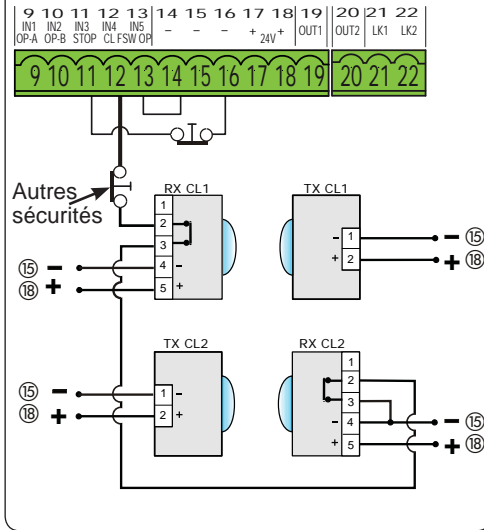 9 10 11 12 13 14 15 16 17 18 19 20 21 22
IN1 IN2 IN3 IN4 IN5 – – – + + OUT1 OUT2 LK1 LK2
OP-A OP-B STOP CL FSW OP 24V
9 10 11 12 13 14 15 16 17 18 19 20 21 22
Autres
sécurités
RX CL1
1
2
3
4 –
5 +
⑮ –
⑱ +
TX CL1
– 1 – ⑮
+ 2 + ⑱
TX CL2
⑮ – 1 –
⑱ + 2 +
RX CL2
1
2
3
– 4 – ⑮
+ 5 + ⑱